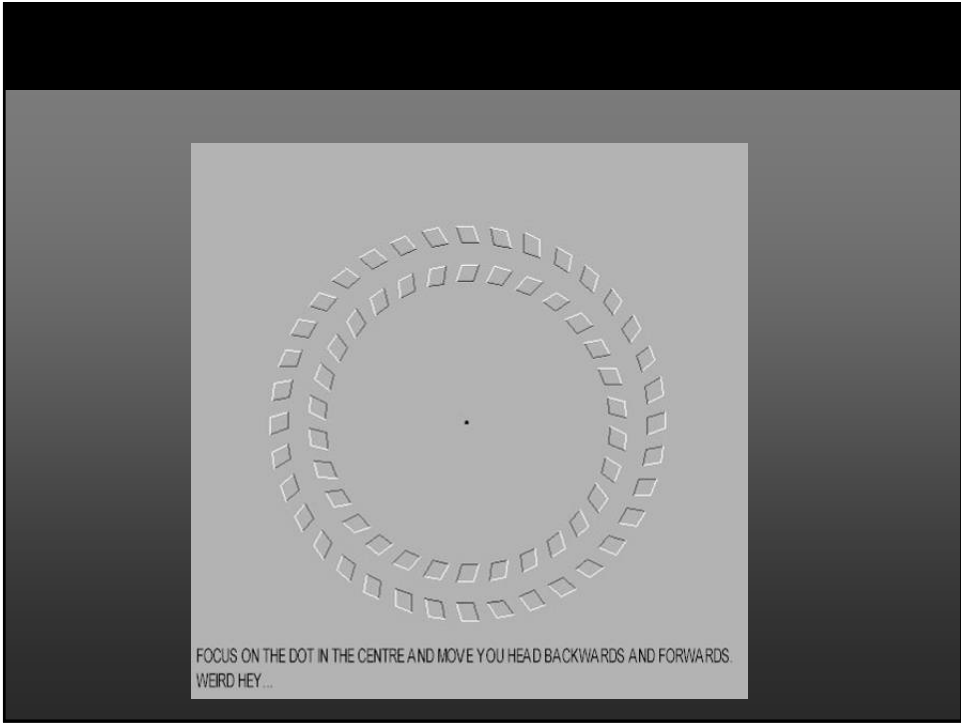 FOCUS ON THE DOT IN THE CENTRE AND MOVE YOU HEAD BACKWARDS AND FORWARDS.
WEIRD HEY...